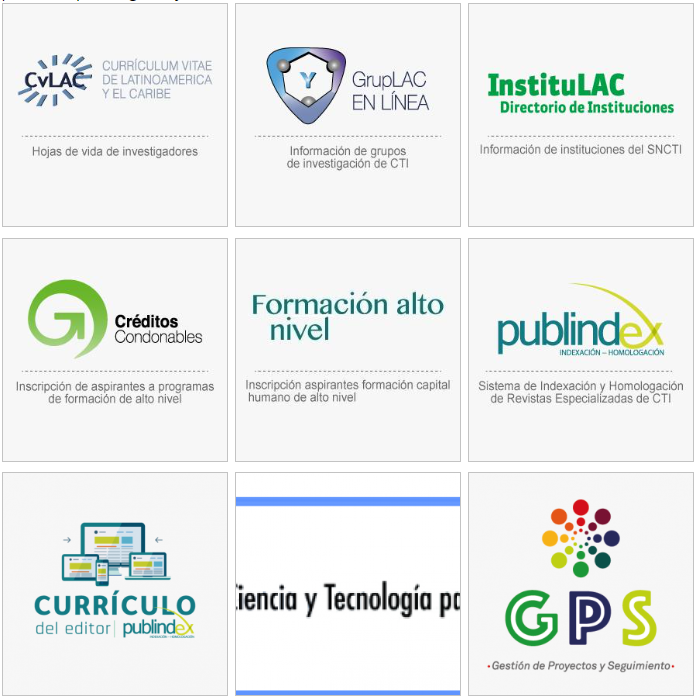 CvLAC
CURRÍCULUM VITAE
DE LATINOAMERICA
Y EL CARIBE
Hojas de vida de investigadores
GrupLAC
EN LÍNEA
Información de grupos
de investigación de CTI
InstituLAC
Directorio de Instituciones
Información de instituciones del SNCTI
Créditos
Condonables
Inscripción de aspirantes a programas
de formación de alto nivel
Formación alto
nivel
Inscripción aspirantes formación capital
humano de alto nivel
publindex
INDEXACIÓN – HOMOLOGACIÓN
Sistema de Indexación y Homologación
de Revistas Especializadas de CTI
CURRÍCULO
del editor
publindex
INDEXACIÓN – HOMOLOGACIÓN
Ciencia y Tecnología pa
GPS
Gestión de Proyectos y Seguimiento